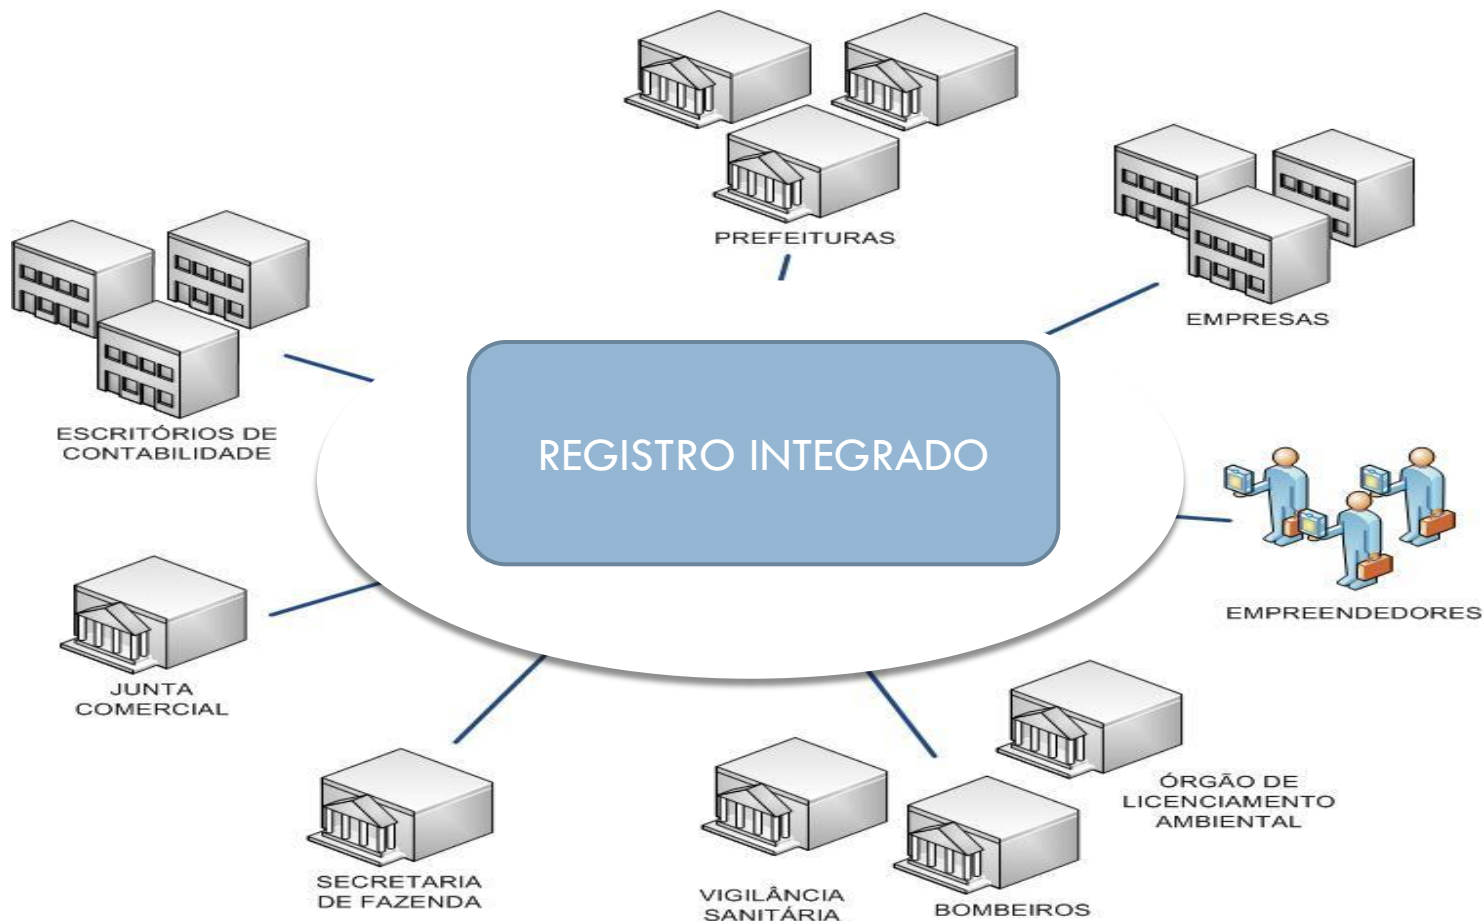 PREFEITURAS
EMPRESAS
ESCRITÓRIOS DE
CONTABILIDADE
REGISTRO INTEGRADO
EMPREENDEDORES
JUNTA
COMERCIAL
ÓRGÃO DE
LICENCIAMENTO
AMBIENTAL
SECRETARIA
DE FAZENDA
VIGILÂNCIA
SANITÁRIA
BOMBEIROS